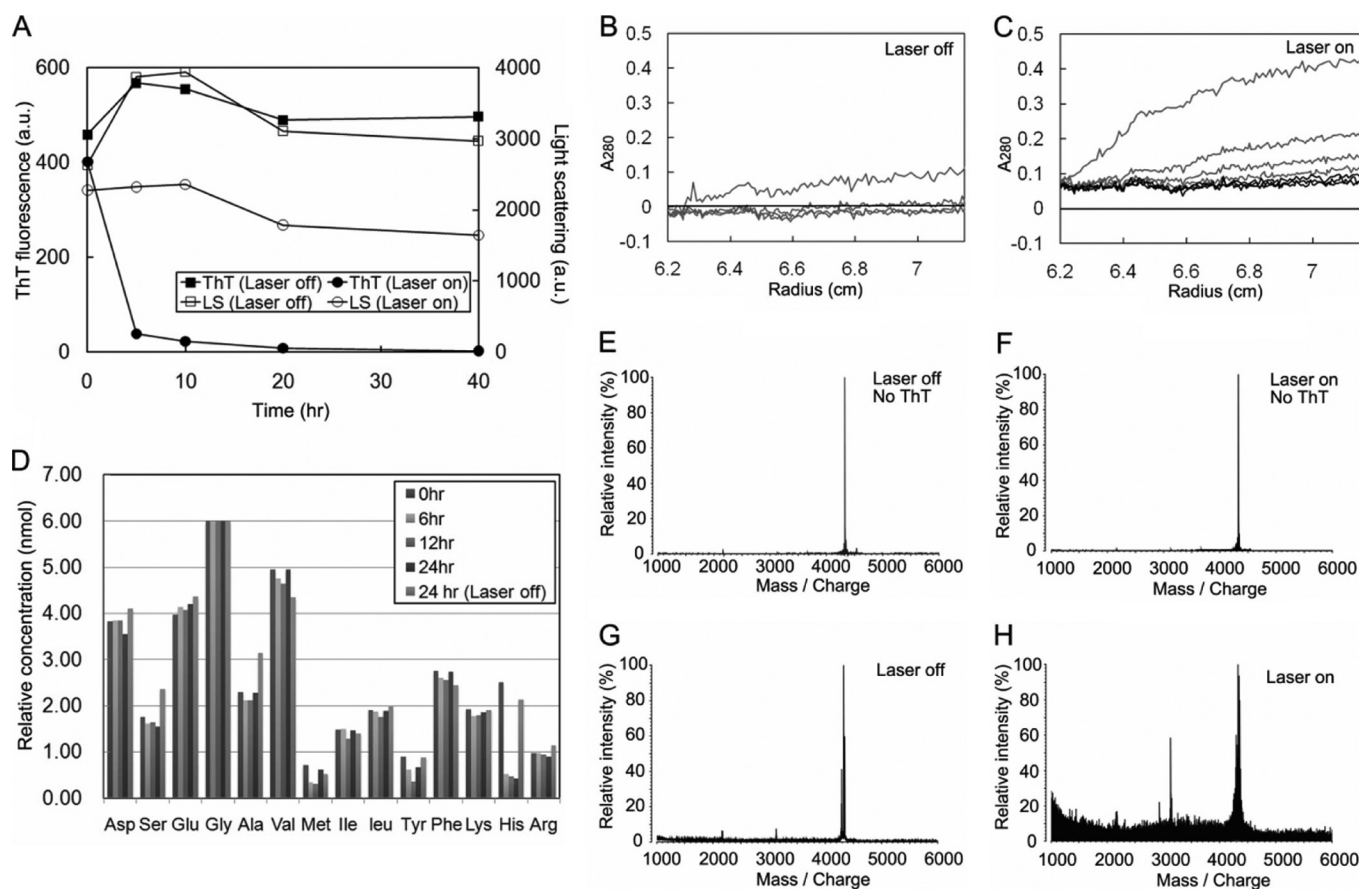 A
600
400
200
0
ThT fluorescence (a.u.)
4000
3000
2000
1000
0
Light scattering (a.u.)
ThT (Laser off)
ThT (Laser on)
LS (Laser off)
LS (Laser on)
0
10
20
30
40
Time (hr)
B
Laser off
0.5
0.4
0.3
0.2
0.1
0
-0.1
A280
6.2
6.4
6.6
6.8
7
Radius (cm)
C
Laser on
0.5
0.4
0.3
0.2
0.1
0
-0.1
A280
6.2
6.4
6.6
6.8
7
Radius (cm)
D
7.00
6.00
5.00
4.00
3.00
2.00
1.00
0.00
Relative concentration (nmol)
0hr
6hr
12hr
24hr
24 hr (Laser off)
Asp Ser Glu Gly Ala Val Met Ile leu Tyr Phe Lys His Arg
E
Laser off
No ThT
100
80
60
40
20
0
Relative intensity (%)
1000 2000 3000 4000 5000 6000
Mass / Charge
F
Laser on
No ThT
100
80
60
40
20
0
Relative intensity (%)
1000 2000 3000 4000 5000 6000
Mass / Charge
G
Laser off
100
80
60
40
20
0
Relative intensity (%)
1000 2000 3000 4000 5000 6000
Mass / Charge
H
Laser on
100
80
60
40
20
0
Relative intensity (%)
1000 2000 3000 4000 5000 6000
Mass / Charge